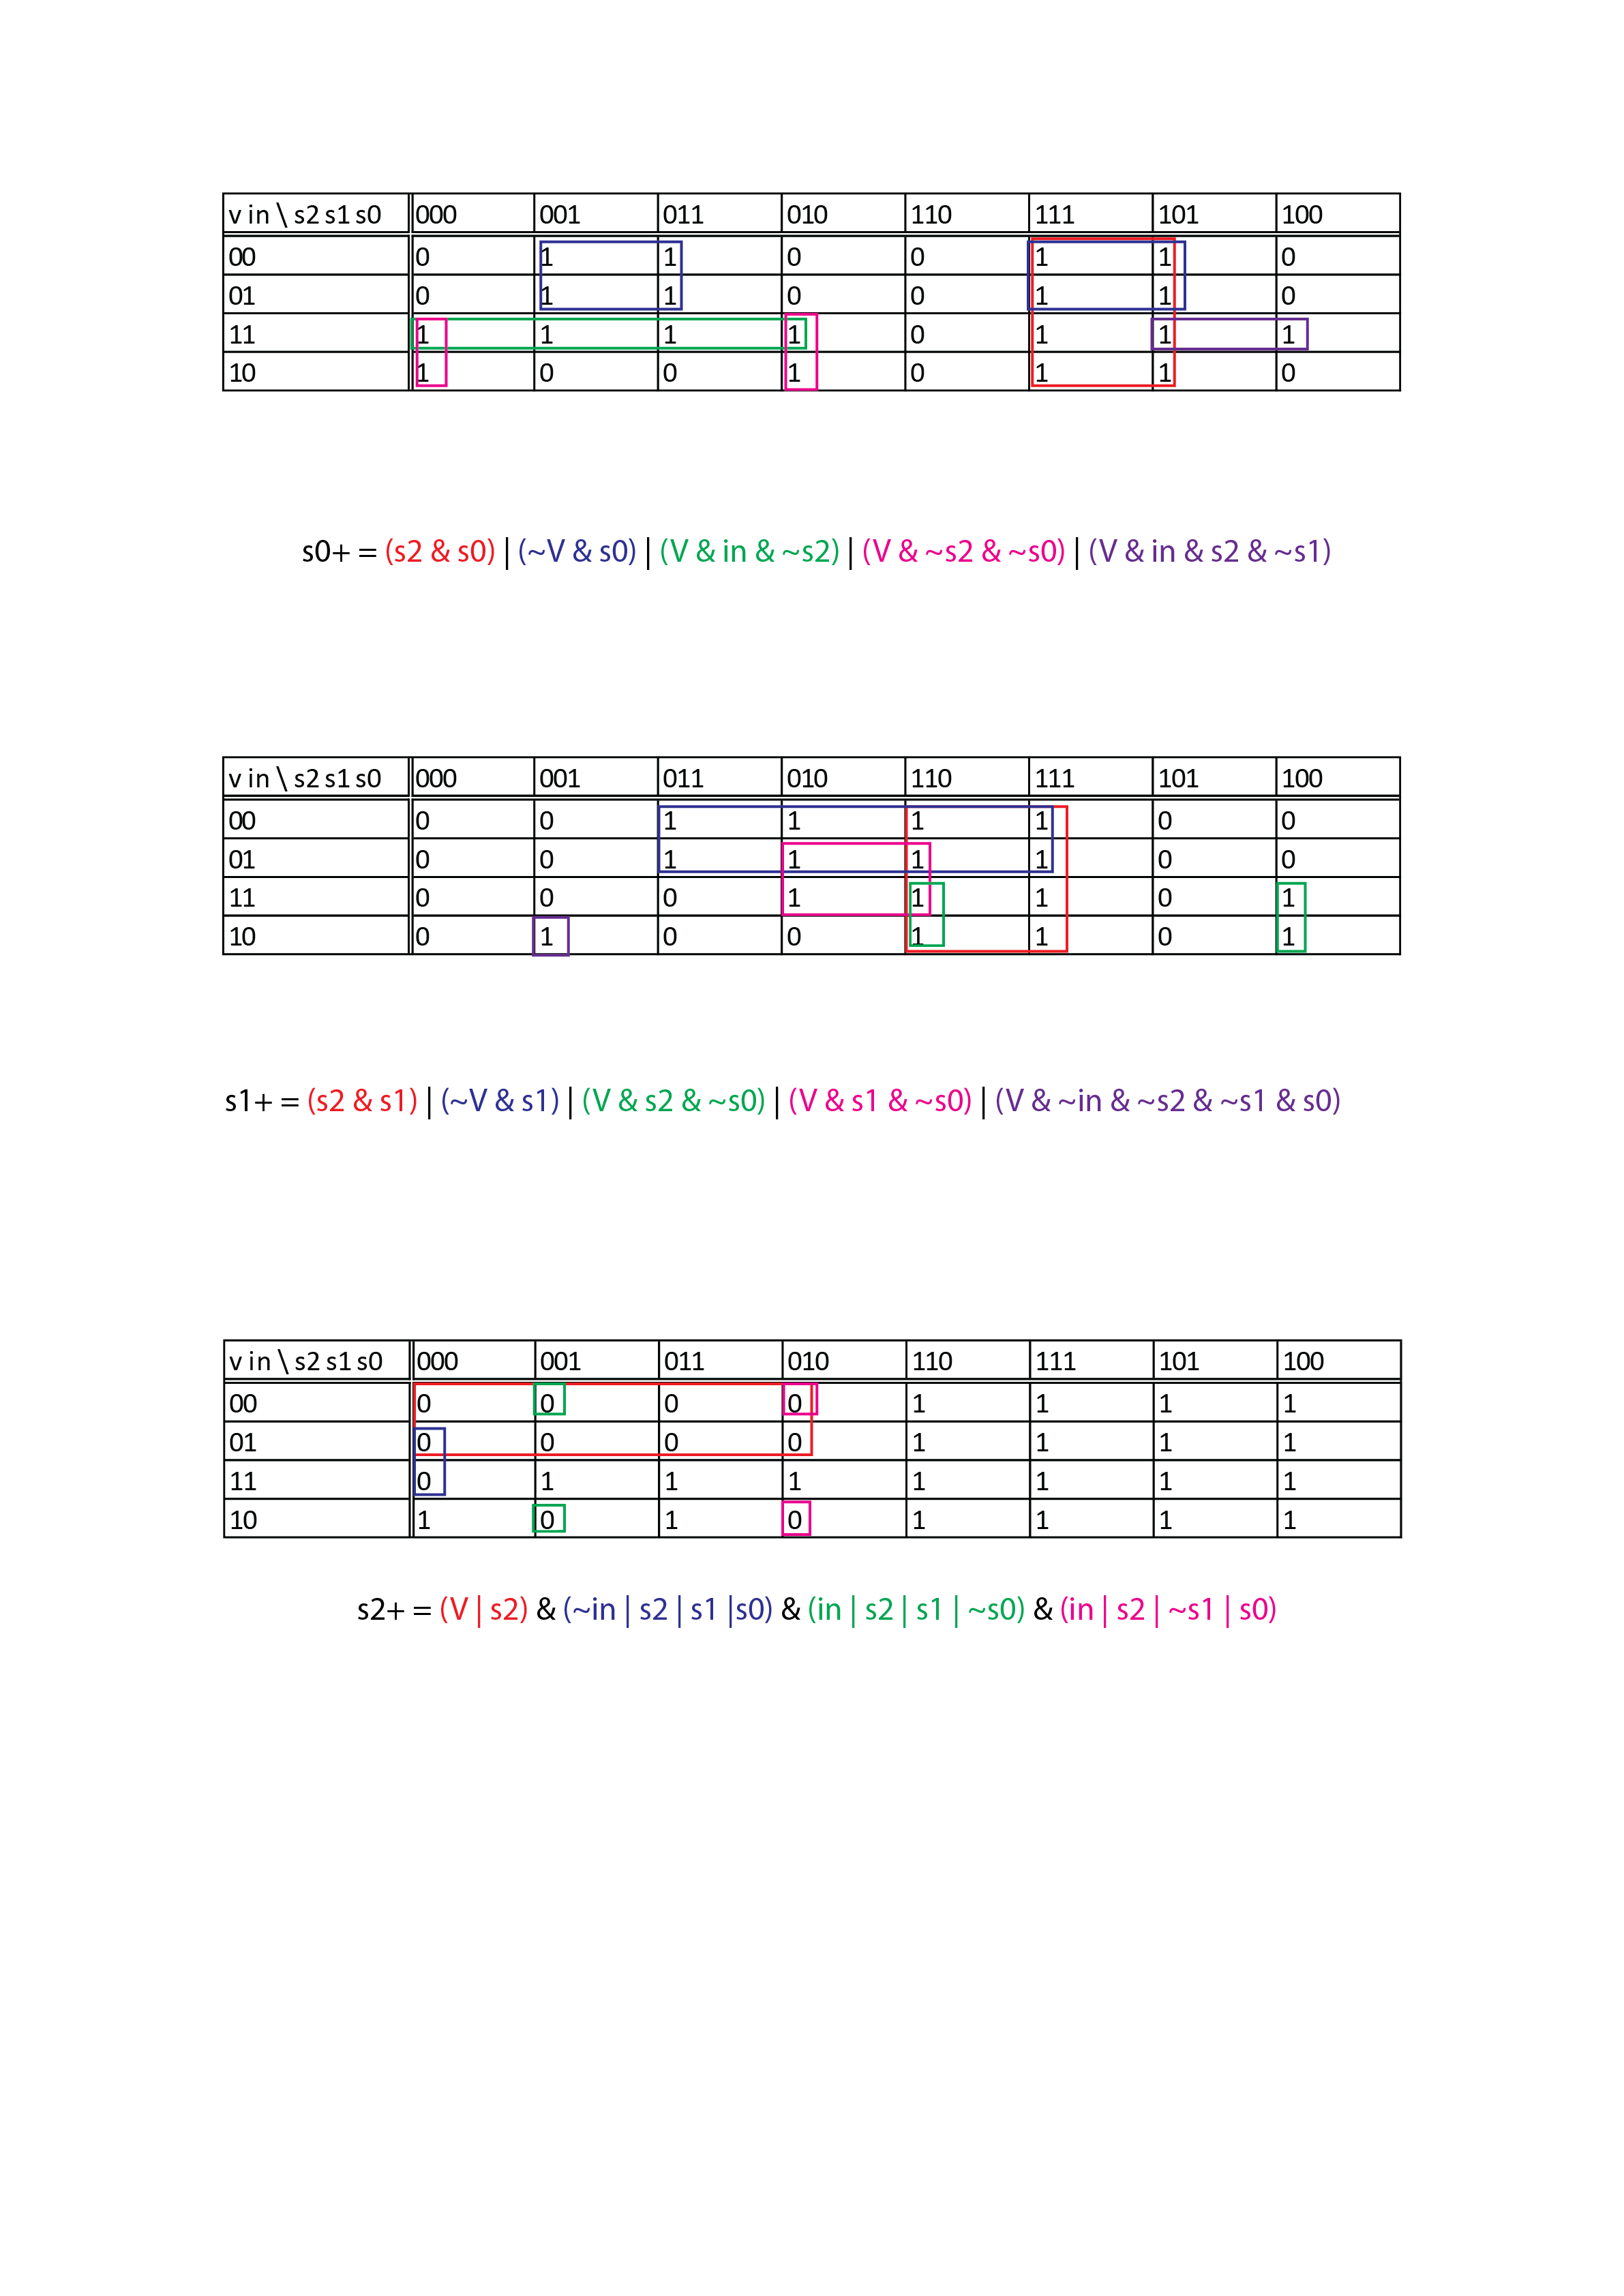 v in \ s2 s1 s0 000 001 011 010 110 111 101 100
00 0 1 1 0 0 1 1 0
01 0 1 1 0 0 1 1 0
11 1 1 1 1 0 1 1 1
10 1 0 0 1 0 1 1 0
s0+ = (s2 & s0) | (~V & s0) | (V & in & ~s2) | (V & ~s2 & ~s0) | (V & in & s2 & ~s1)
v in \ s2 s1 s0 000 001 011 010 110 111 101 100
00 0 0 1 1 1 1 0 0
01 0 0 1 1 1 1 0 0
11 0 0 0 1 1 1 0 1
10 0 1 0 0 1 1 0 1
s1+ = (s2 & s1) | (~V & s1) | (V & s2 & ~s0) | (V & s1 & ~s0) | (V & ~in & ~s2 & ~s1 & s0)
v in \ s2 s1 s0 000 001 011 010 110 111 101 100
00 0 0 0 0 1 1 1 1
01 0 0 0 0 1 1 1 1
11 0 1 1 1 1 1 1 1
10 1 0 1 0 1 1 1 1
s2+ = (V | s2) & (~in | s2 | s1 |s0) & (in | s2 | s1 | ~s0) & (in | s2 | ~s1 | s0)